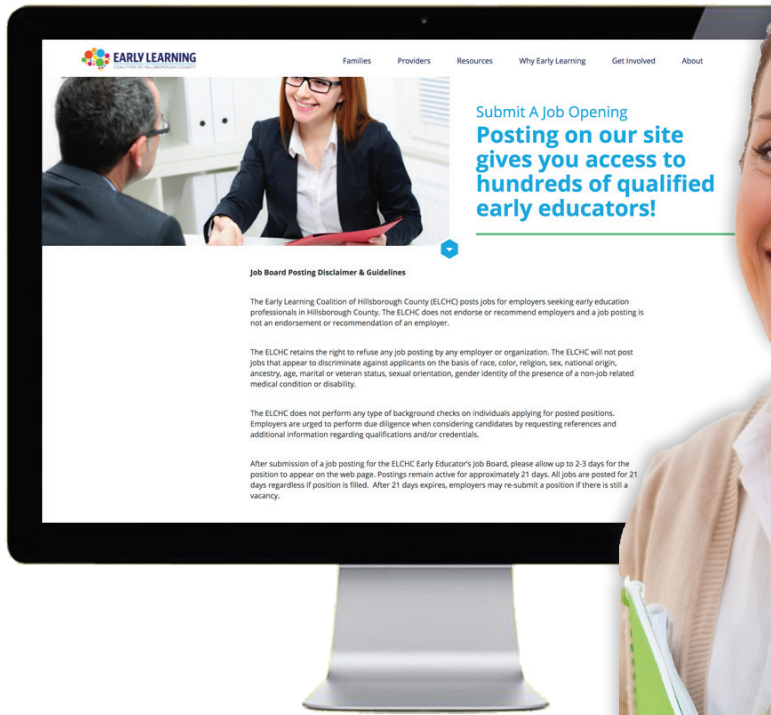 EARLY LEARNING
COALITION OF HILLSBOROUGH COUNTY
Families Providers Resources Why Early Learning Get Involved About
Submit A Job Opening
Posting on our site
gives you access to
hundreds of qualified
early educators!
Job Board Posting Disclaimer & Guidelines
The Early Learning Coalition of Hillsborough County (ELCHC) posts jobs for employers seeking early education
professionals in Hillsborough County. The ELCHC does not endorse or recommend employers and a job posting is
not an endorsement or recommendation of an employer.
The ELCHC retains the right to refuse any job posting by any employer or organization. The ELCHC will not post
jobs that appear to discriminate against applicants on the basis of race, color, religion, sex, national origin,
ancestry, age, marital or veteran status, sexual orientation, gender identity of the presence of a non-job related
medical condition or disability.
The ELCHC does not perform any type of background checks on individuals applying for posted positions.
Employers are urged to perform due diligence when considering candidates by requesting references and
additional information regarding qualifications and/or credentials.
After submission of a job posting for the ELCHC Early Educator's Job Board, please allow up to 2-3 days for the
position to appear on the web page. Postings remain active for approximately 21 days. All jobs are posted for 21
days regardless if position is filled. After 21 days expires, employers may re-submit a position if there is still a
vacancy.